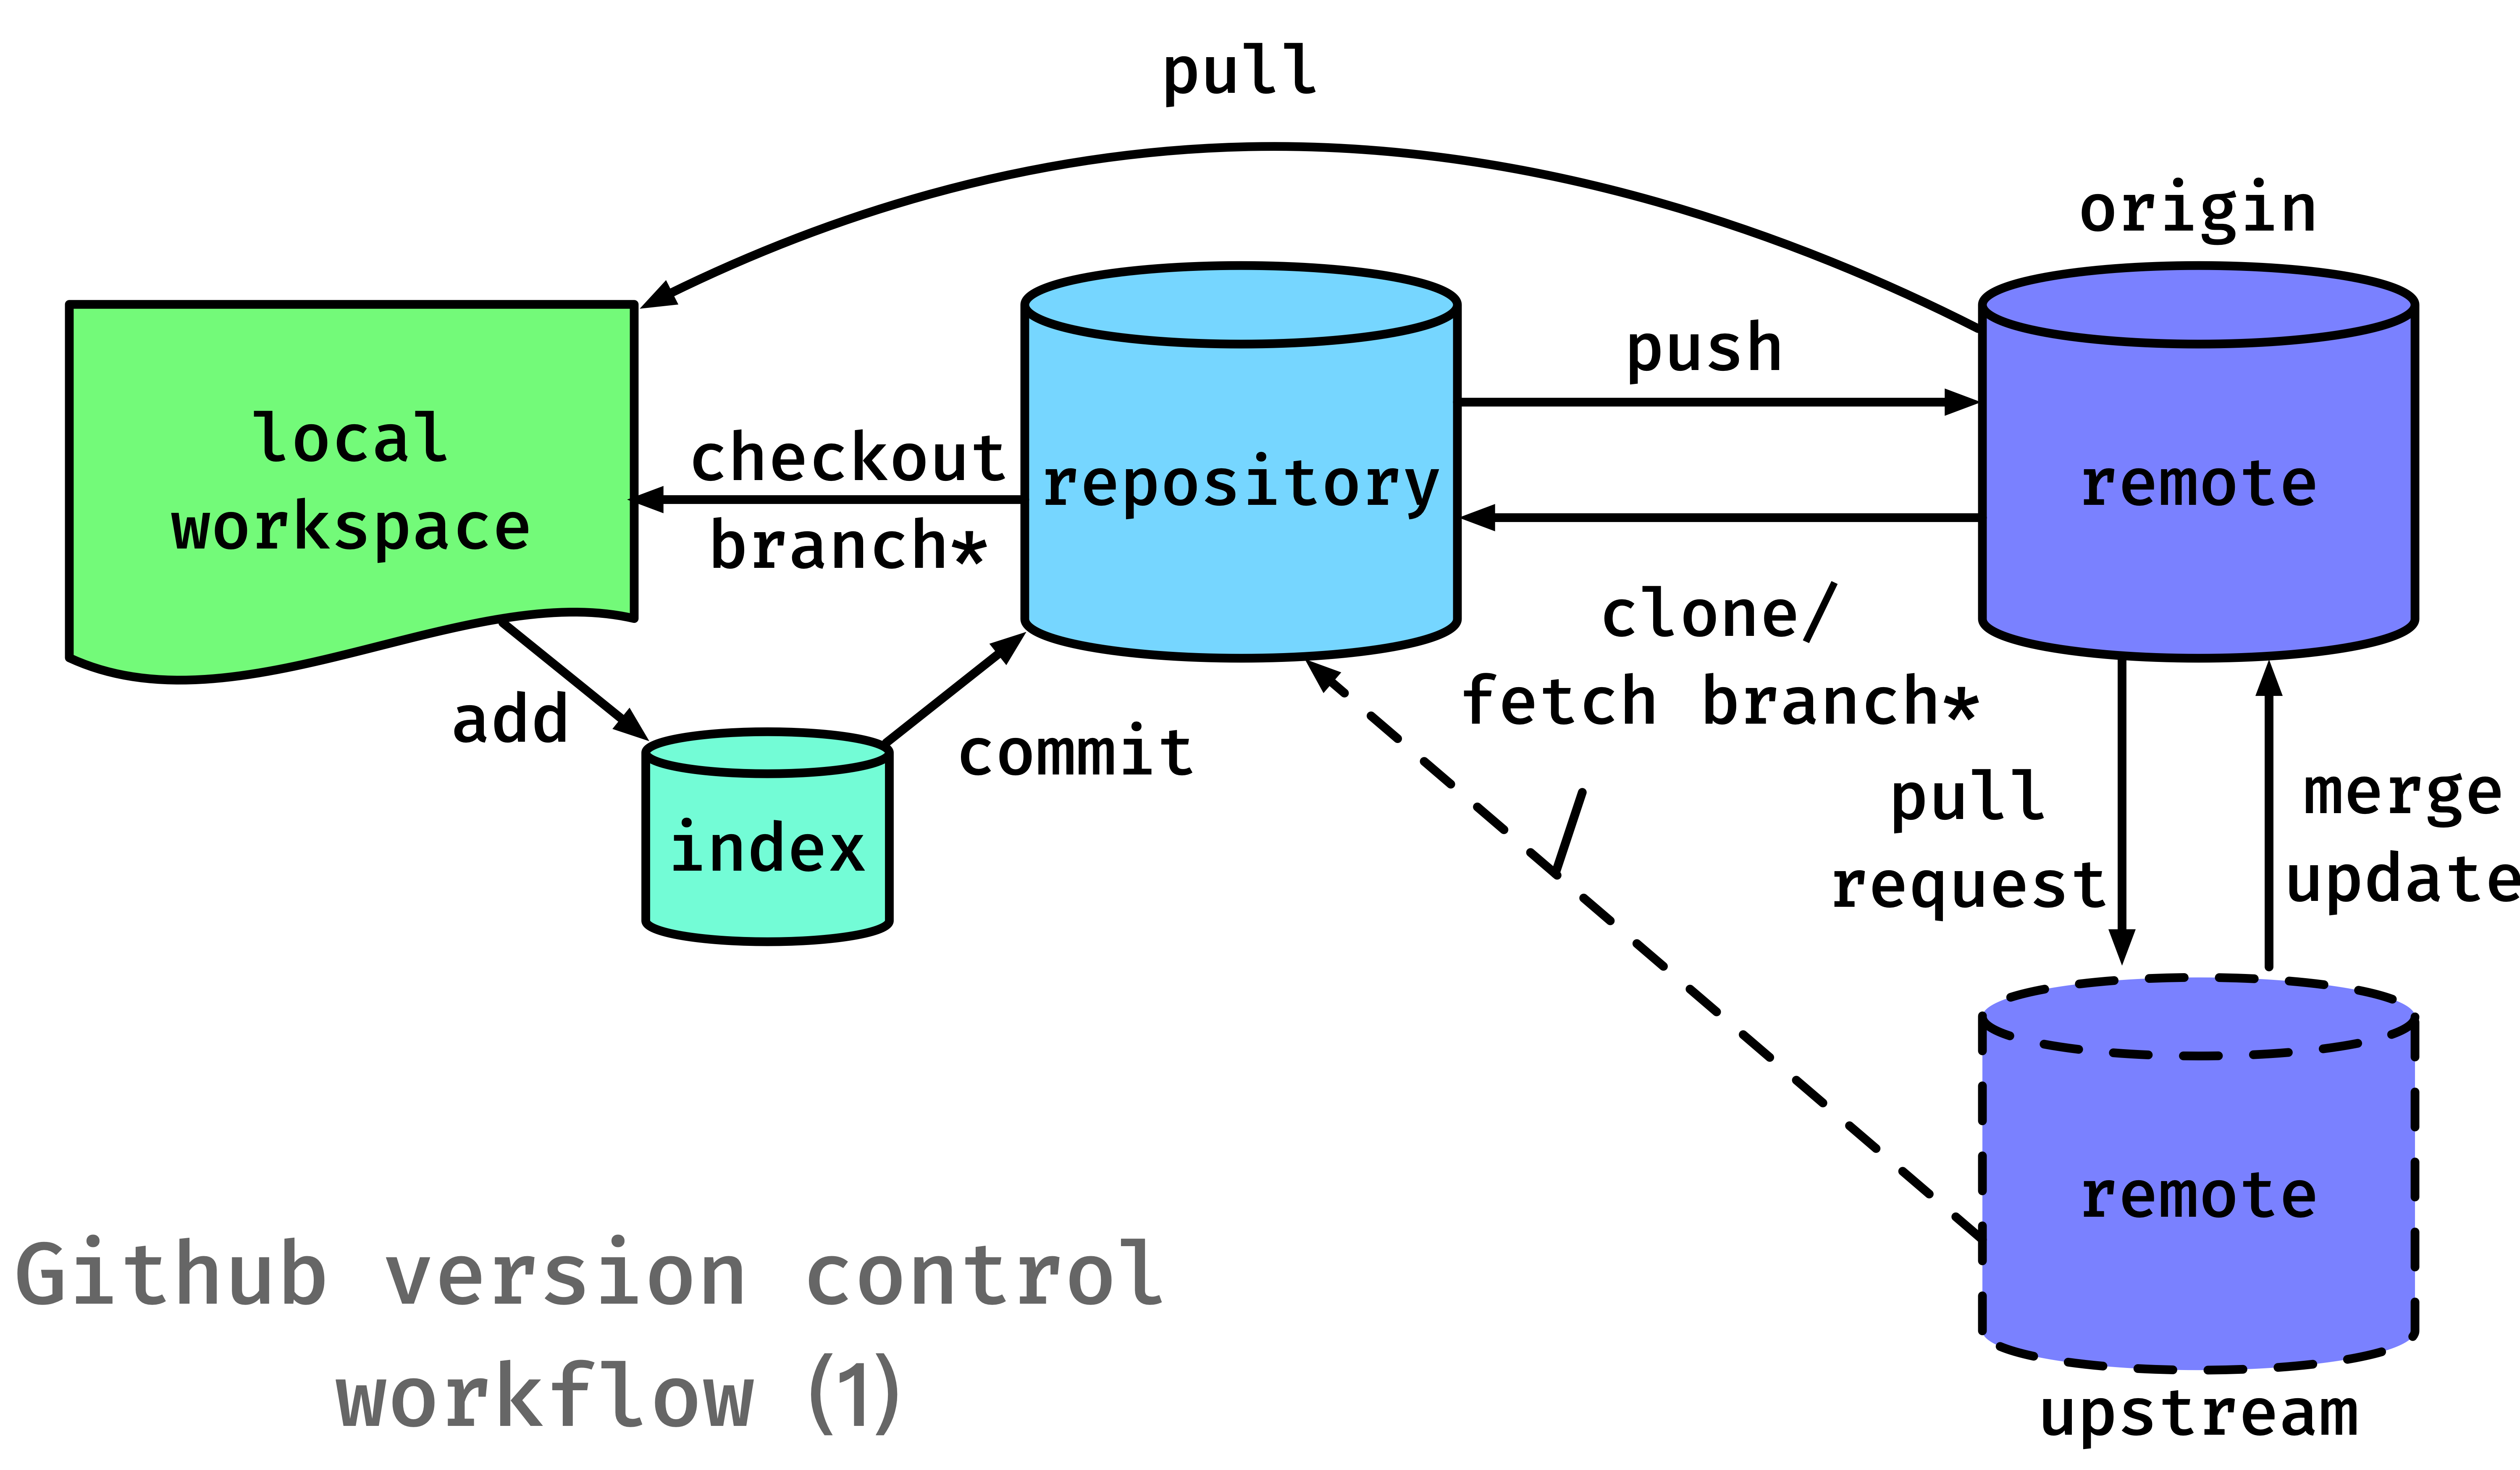 pull
origin
push
local
workspace
checkout
branch*
repository
remote
clone/
fetch branch*
add
commit
index
pull
request
merge
update
remote
upstream
Github version control
workflow (1)